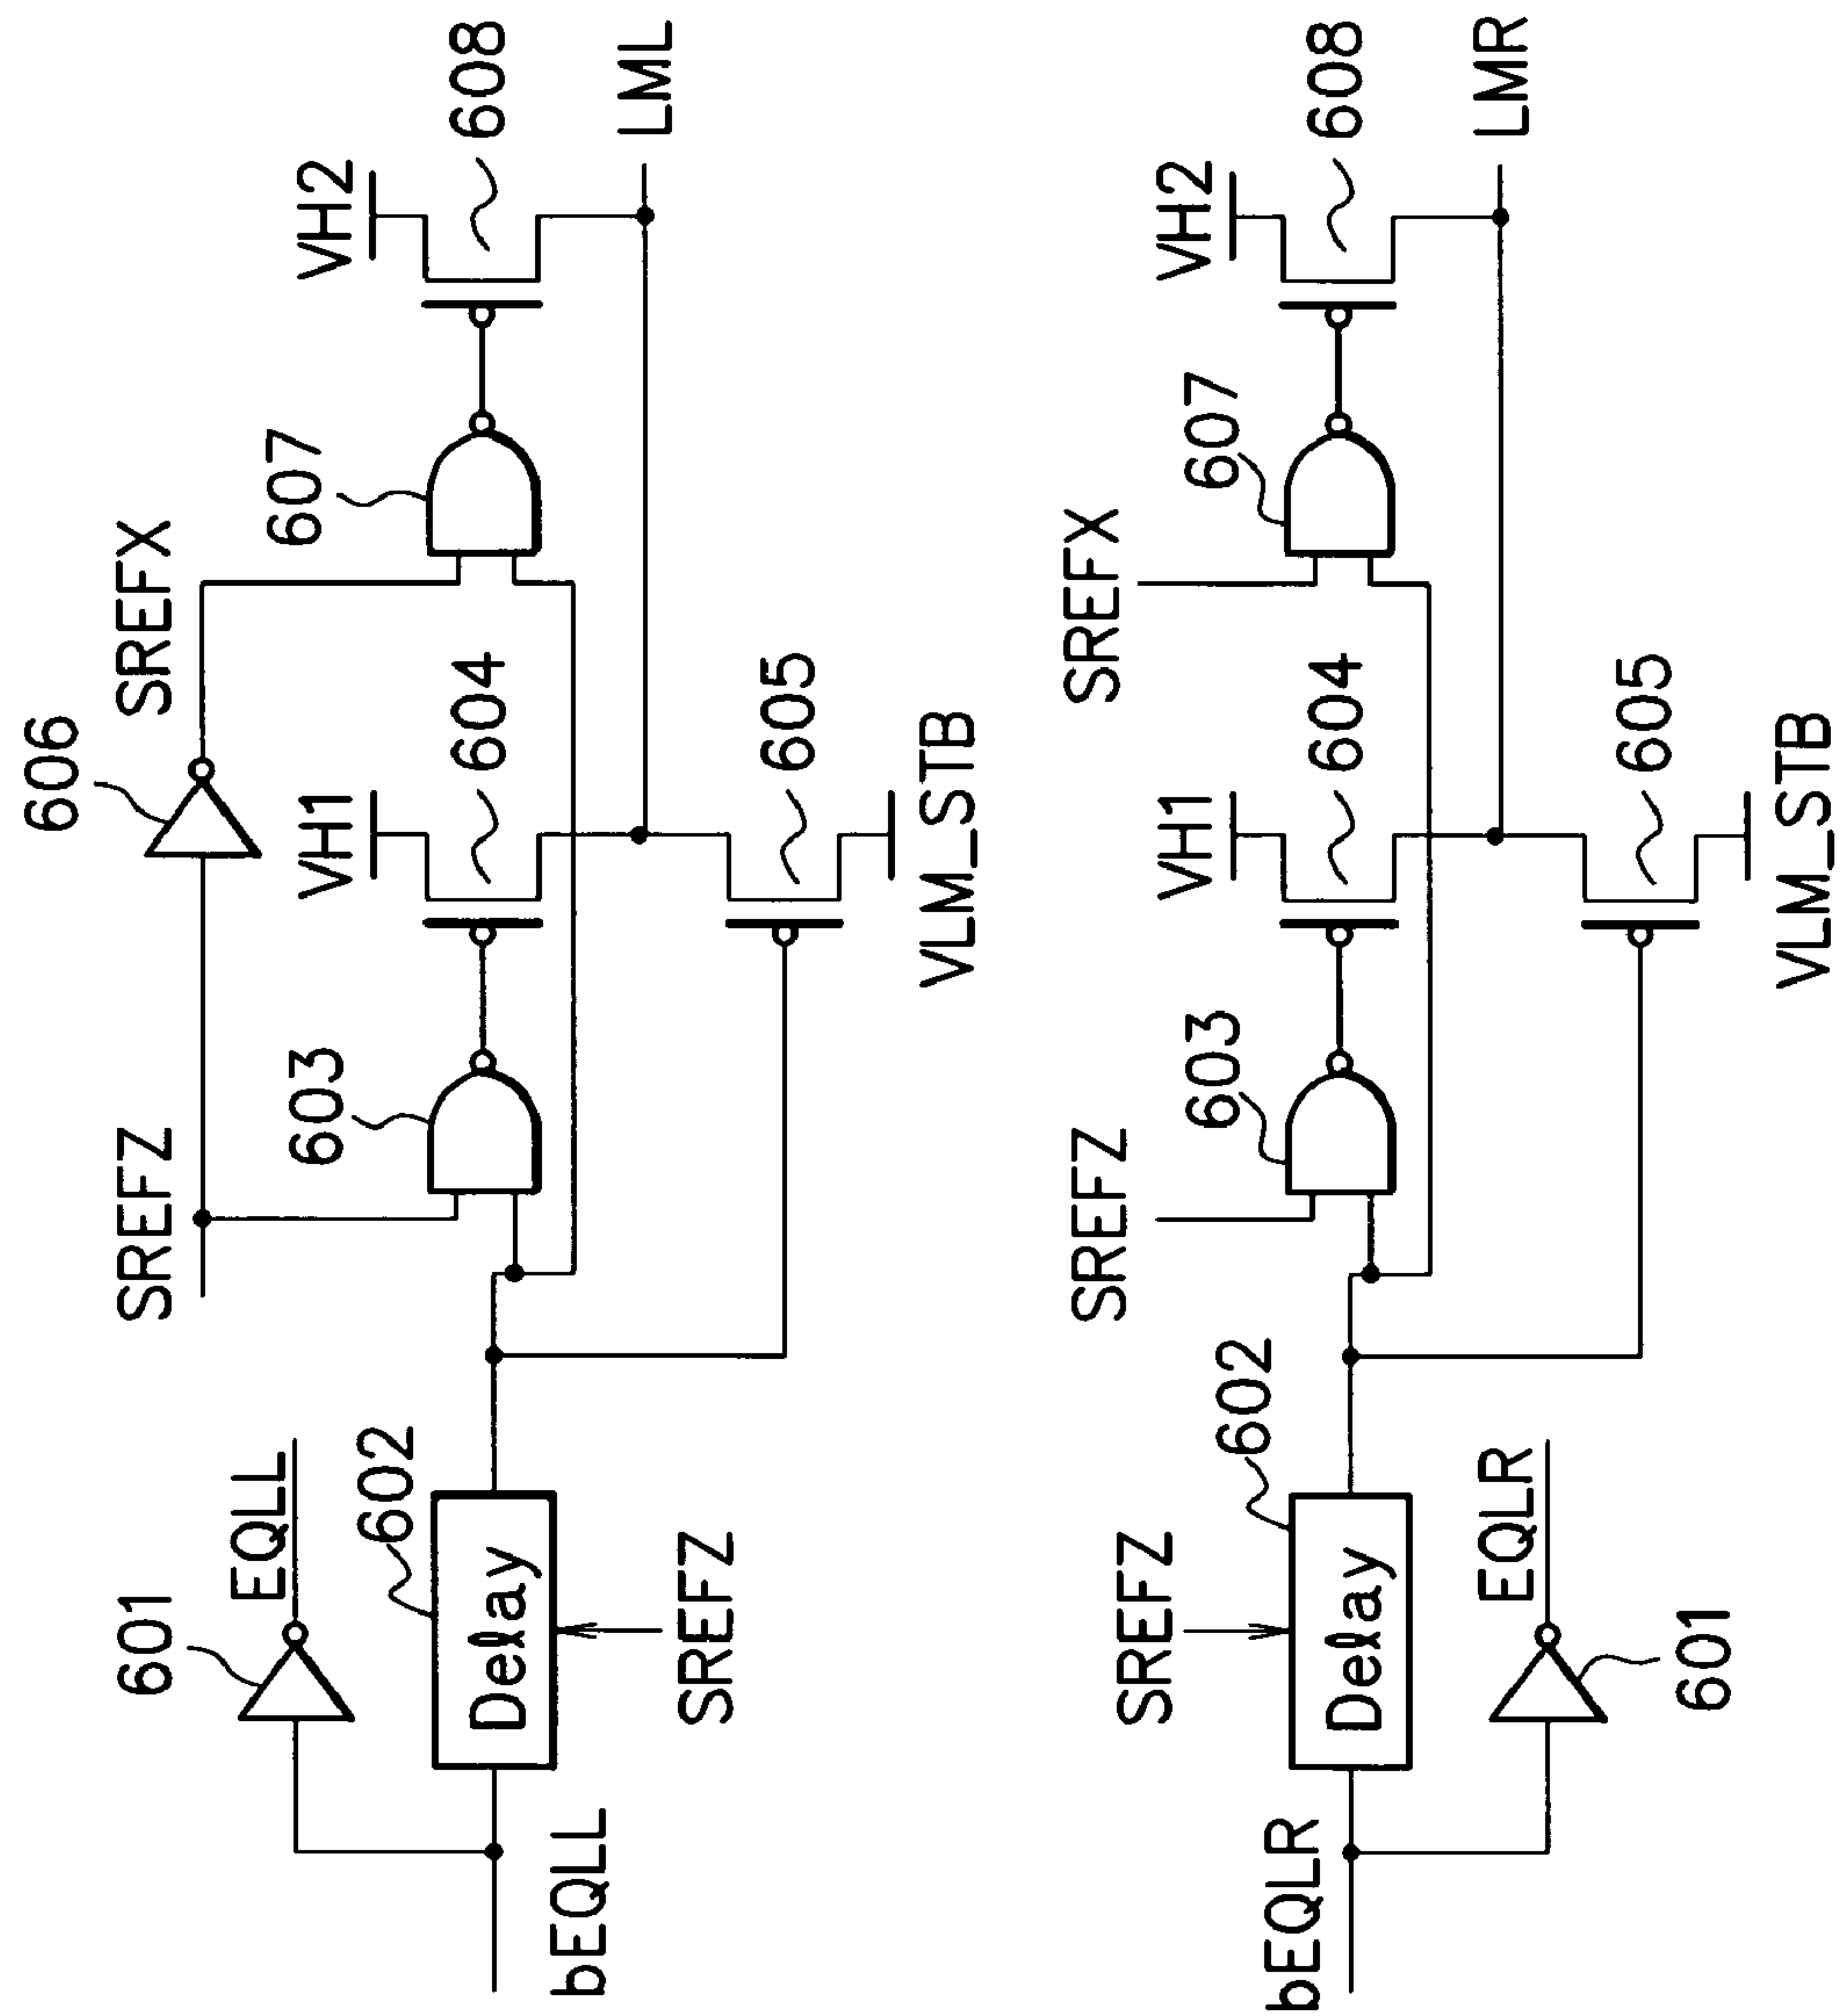 606
SREFX
SREFZ
607
VH2
608
LML
603
VH1
604
605
VLM_STB
601
EQLL
602
Delay
SREFZ
bEQLL
SREFX
607
VH2
608
LMR
SREFZ
603
VH1
604
605
VLM_STB
SREFZ
602
Delay
bEQLR
EQLR
601